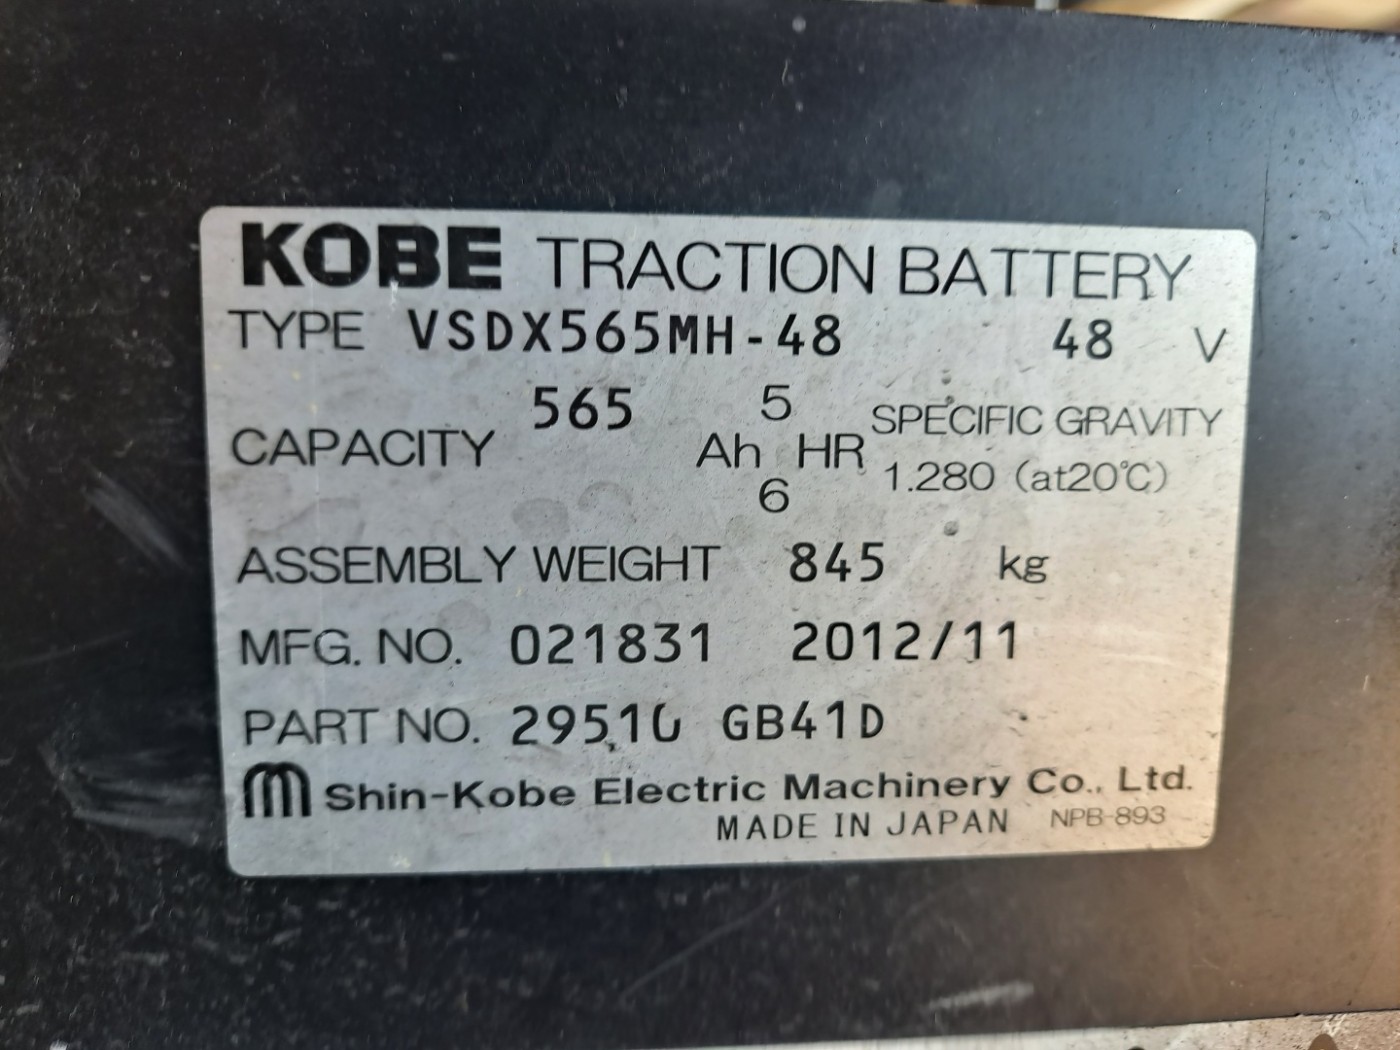 KOBE TRACTION BATTERY
TYPE VSDX565MH-48 48 V
CAPACITY 565 Ah 5 HR 6 SPECIFIC GRAVITY
1.280 (at20℃)
ASSEMBLY WEIGHT 845 kg
MFG. NO. 021831 2012/11
PART NO. 29510 GB41D
Shin-Kobe Electric Machinery Co., Ltd.
MADE IN JAPAN NPB-893